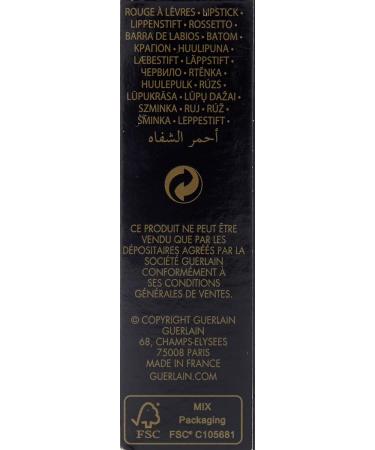 ROUGE À LÈVRES • LIPSTICK •
LIPPENSTIFT • ROSSETTO •
BARRA DE LABIOS • BATOM •
КРАПОН • HUULIPUNA •
LÆBESTIFT • LÄPPSTIFT •
ЧЕРВИЛО • RTĚNKA •
HUULEPULK • RÚZS •
LŪPUKRĀSA • LŪPŲ DAŽAI •
SZMINKA • RUJ • RÚŽ •
ŠMINKA • LEPPESTIFT •
أحمر الشفاه
CE PRODUIT NE PEUT ÊTRE
VENDU QUE PAR LES
DÉPOSITAIRES AGRÉÉS PAR LA
SOCIÉTÉ GUERLAIN
CONFORMÉMENT À
SES CONDITIONS
GÉNÉRALES DE VENTES.
© COPYRIGHT GUERLAIN
GUERLAIN
68, CHAMPS-ELYSEES
75008 PARIS
MADE IN FRANCE
GUERLAIN.COM
FSC
MIX
Packaging
FSC® C105681